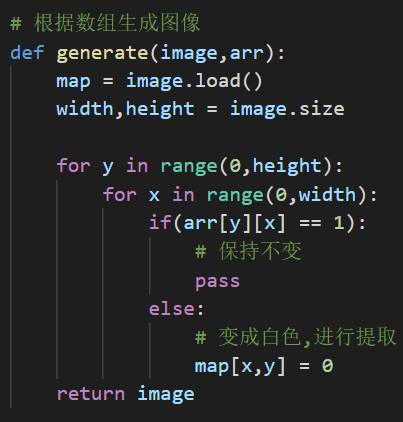 # 根据数组生成图像
def generate(image,arr):
    map = image.load()
    width,height = image.size

    for y in range(0,height):
        for x in range(0,width):
            if(arr[y][x] == 1):
                # 保持不变
                pass
            else:
                # 变成白色,进行提取
                map[x,y] = 0
    return image